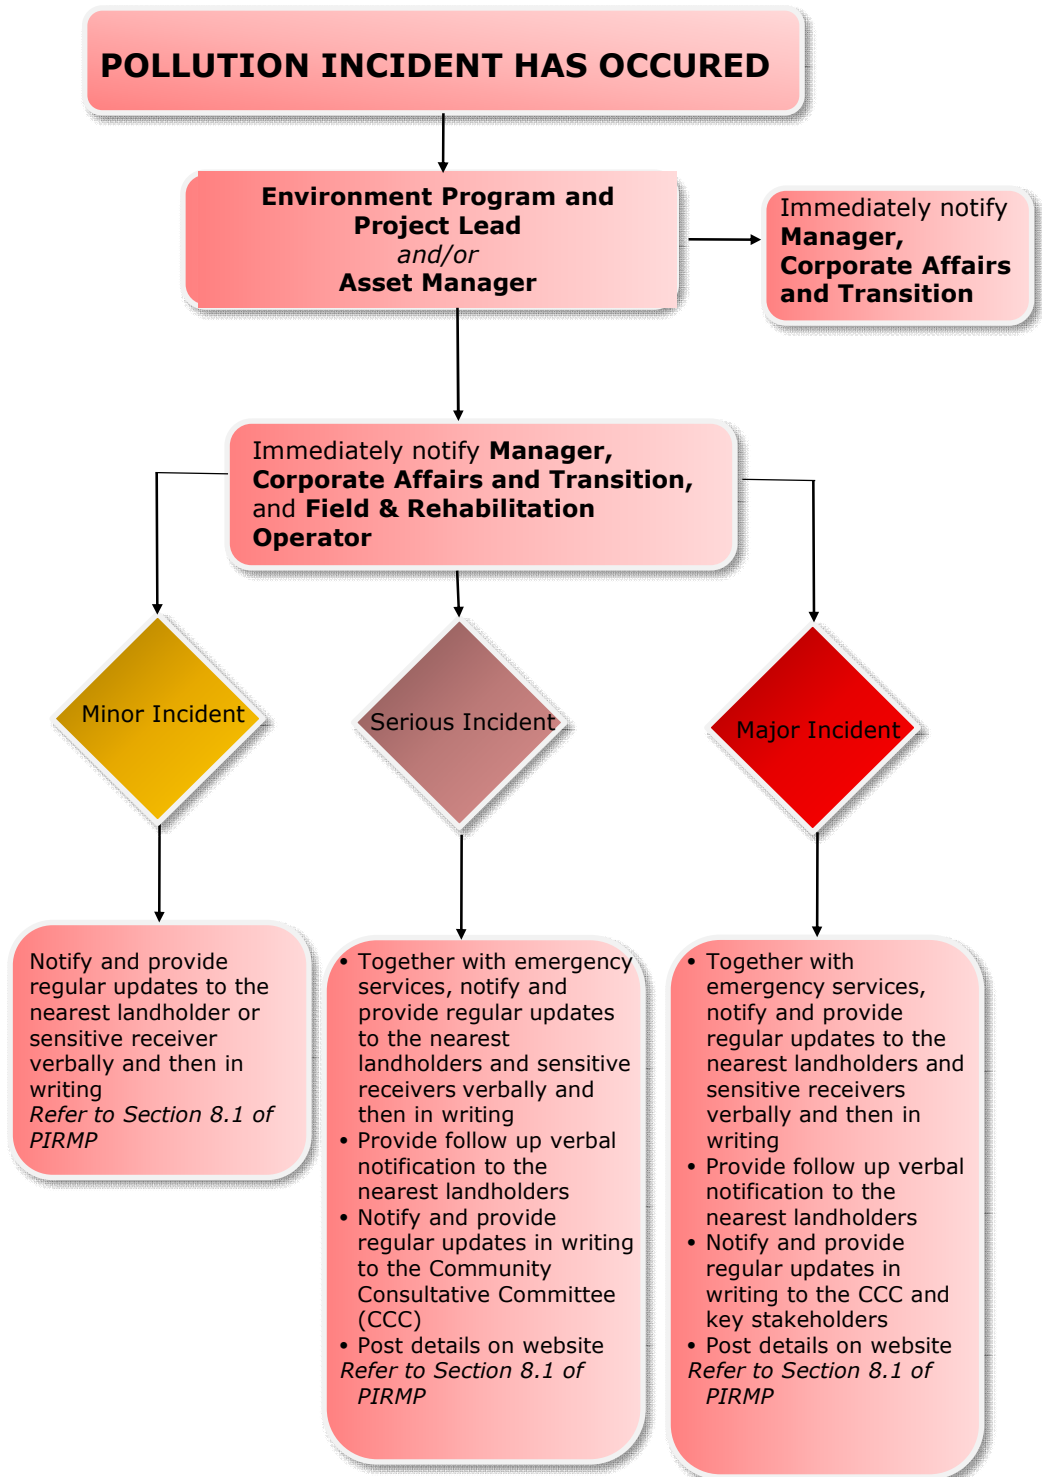 POLLUTION INCIDENT HAS OCCURED
Environment Program and
Project Lead
and/or
Asset Manager
Immediately notify
Manager,
Corporate Affairs
and Transition
Immediately notify Manager,
Corporate Affairs and Transition,
and Field & Rehabilitation
Operator
Minor Incident
Serious Incident
Major Incident
Notify and provide
regular updates to the
nearest landholder or
sensitive receiver
verbally and then in
writing
Refer to Section 8.1 of
PIRMP
• Together with emergency
services, notify and
provide regular updates
to the nearest
landholders and sensitive
receivers verbally and
then in writing
• Provide follow up verbal
notification to the
nearest landholders
• Notify and provide
regular updates in writing
to the Community
Consultative Committee
(CCC)
• Post details on website
Refer to Section 8.1 of
PIRMP
• Together with
emergency services,
notify and provide
regular updates to the
nearest landholders and
sensitive receivers
verbally and then in
writing
• Provide follow up verbal
notification to the
nearest landholders
• Notify and provide
regular updates in
writing to the CCC and
key stakeholders
• Post details on website
Refer to Section 8.1 of
PIRMP